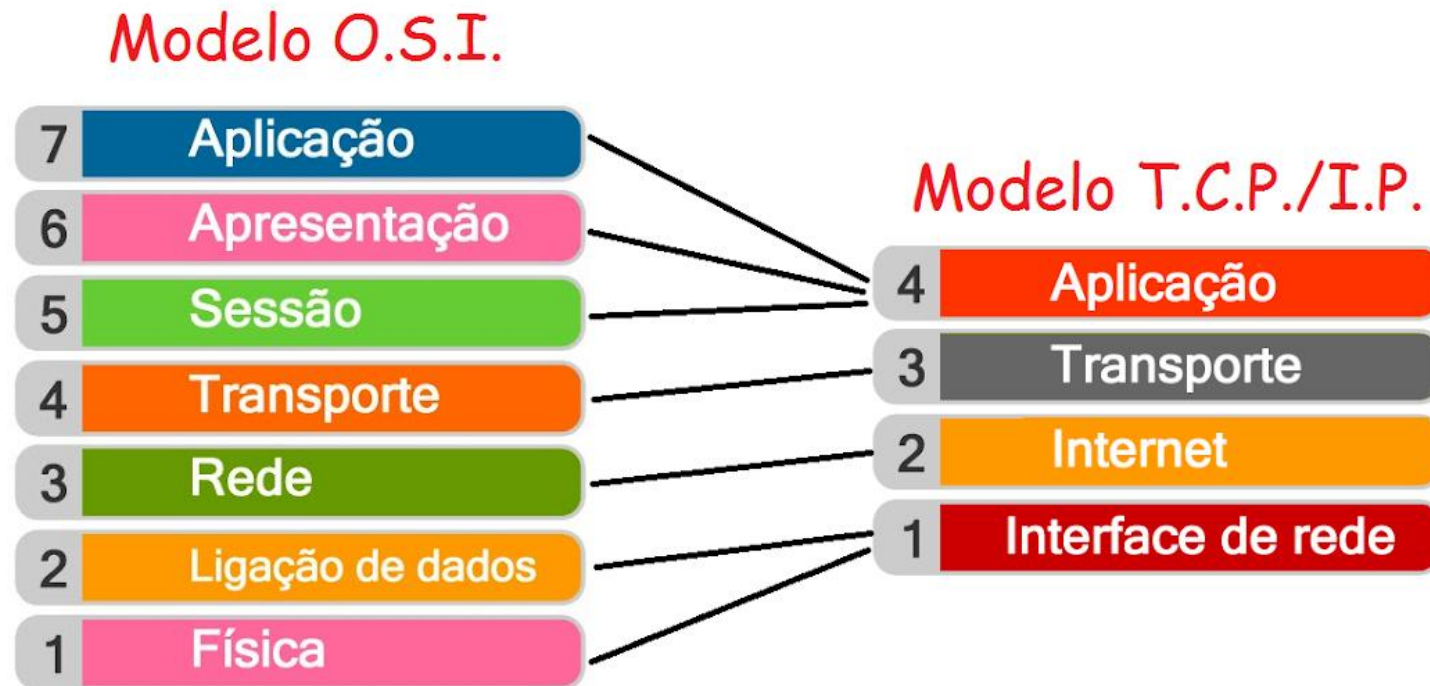 Modelo O.S.I.
7 Aplicação
6 Apresentação
5 Sessão
4 Transporte
3 Rede
2 Ligação de dados
1 Física
Modelo T.C.P./I.P.
4 Aplicação
3 Transporte
2 Internet
1 Interface de rede